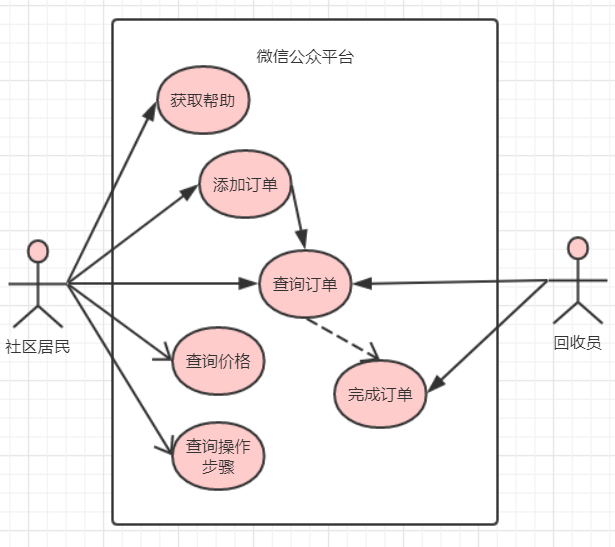 微信公众平台
获取帮助
添加订单
查询订单
社区居民
回收员
查询价格
完成订单
查询操作
步骤